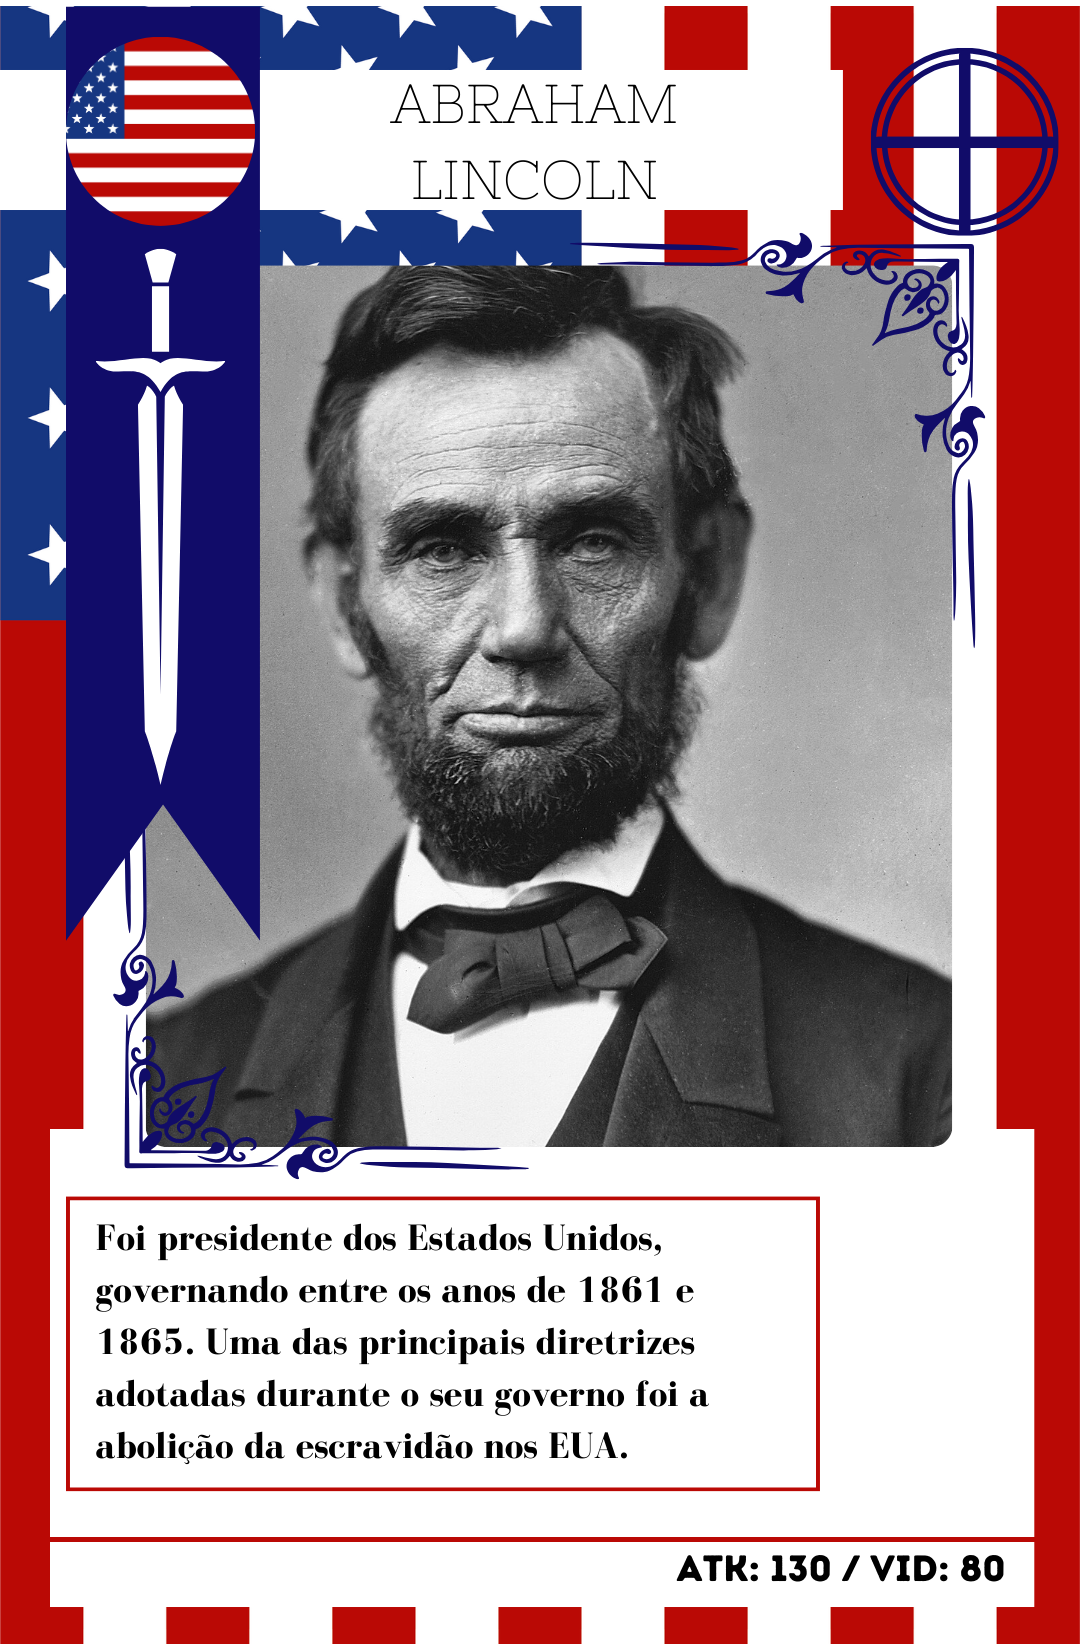 ABRAHAM
LINCOLN
Foi presidente dos Estados Unidos,
governando entre os anos de 1861 e
1865. Uma das principais diretrizes
adotadas durante o seu governo foi a
abolição da escravidão nos EUA.
ATK: 130 / VID: 80